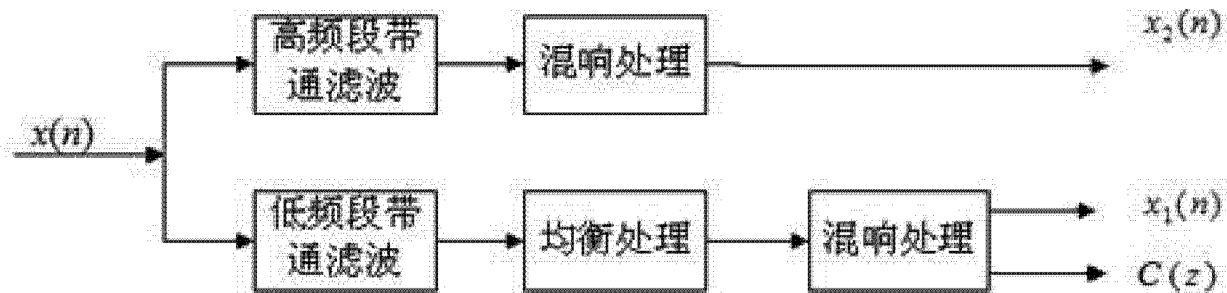 高频段带
通滤波
混响处理
x₂(n)
x(n)
低频段带
通滤波
均衡处理
混响处理
x₁(n)
C(z)